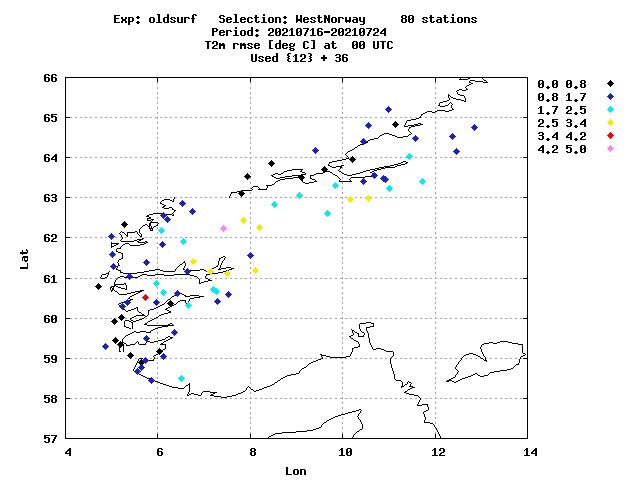 Exp: oldsurf Selection: WestNorway 80 stations
Period: 20210716-20210724
T2m rmse [deg C] at 00 UTC
Used {12} + 36
66
65
64
63
62
61
60
59
58
57
4 6 8 10 12 14
Lat
Lon
0.0 0.8
0.8 1.7
1.7 2.5
2.5 3.4
3.4 4.2
4.2 5.0